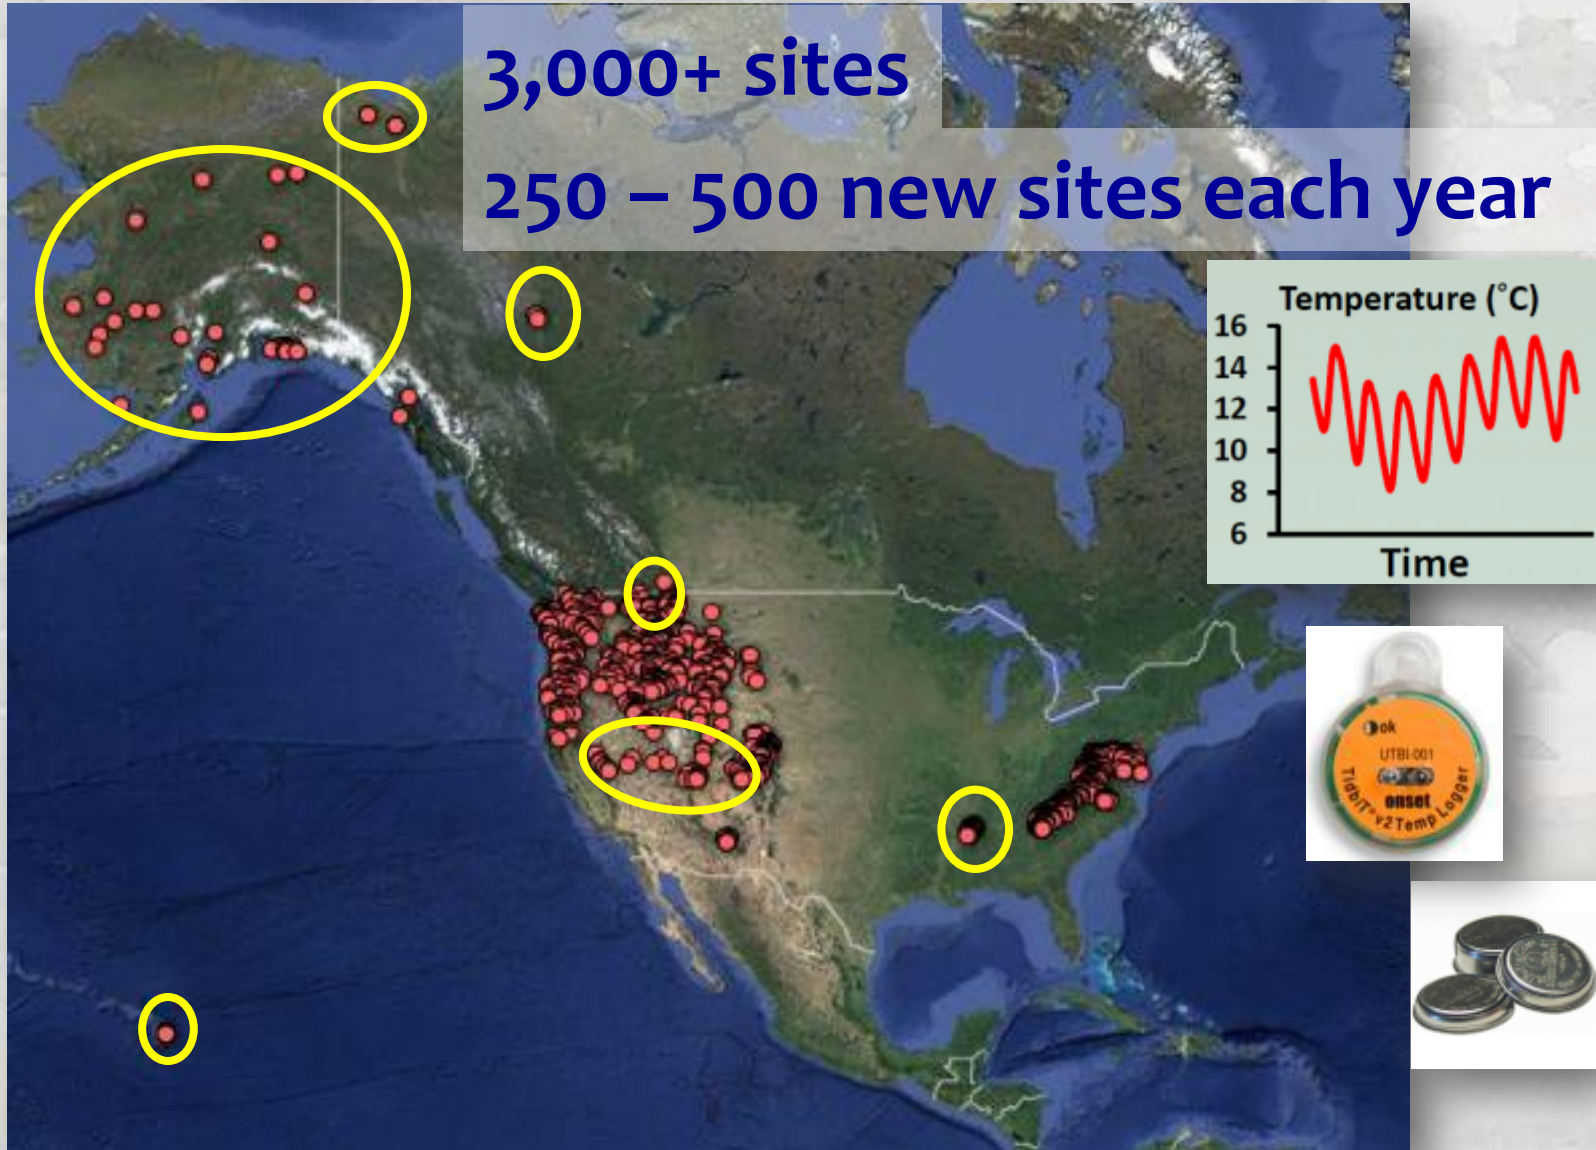 3,000+ sites
250 – 500 new sites each year
Temperature (˚C)
16
14
12
10
8
6
Time
ok
UTBI-001
onset
TidbiT® v2 Temp Logger